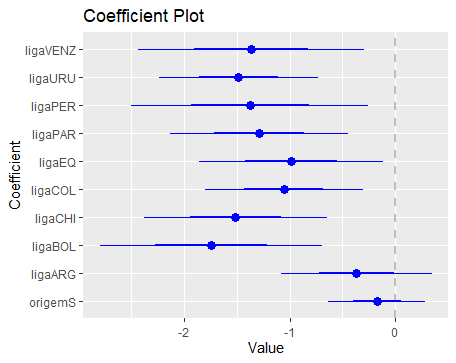 Coefficient Plot
ligaVENZ
ligaURU
ligaPER
ligaPAR
ligaEQ
ligaCOL
ligaCHI
ligaBOL
ligaARG
origemS
Coefficient
-2
-1
0
Value